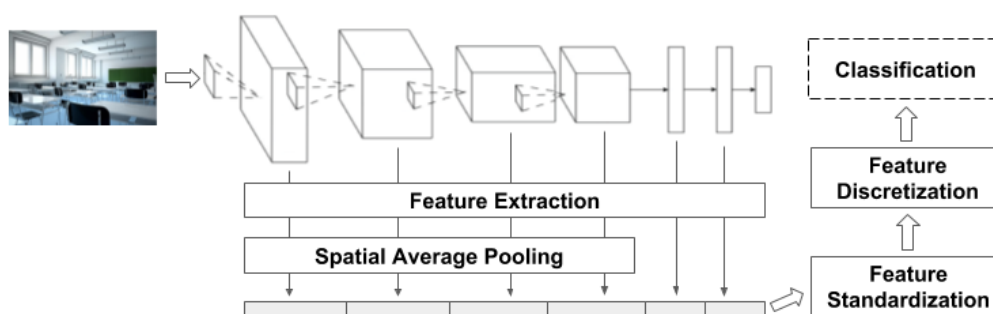 Classification
Feature
Discretization
Feature Extraction
Spatial Average Pooling
Feature
Standardization